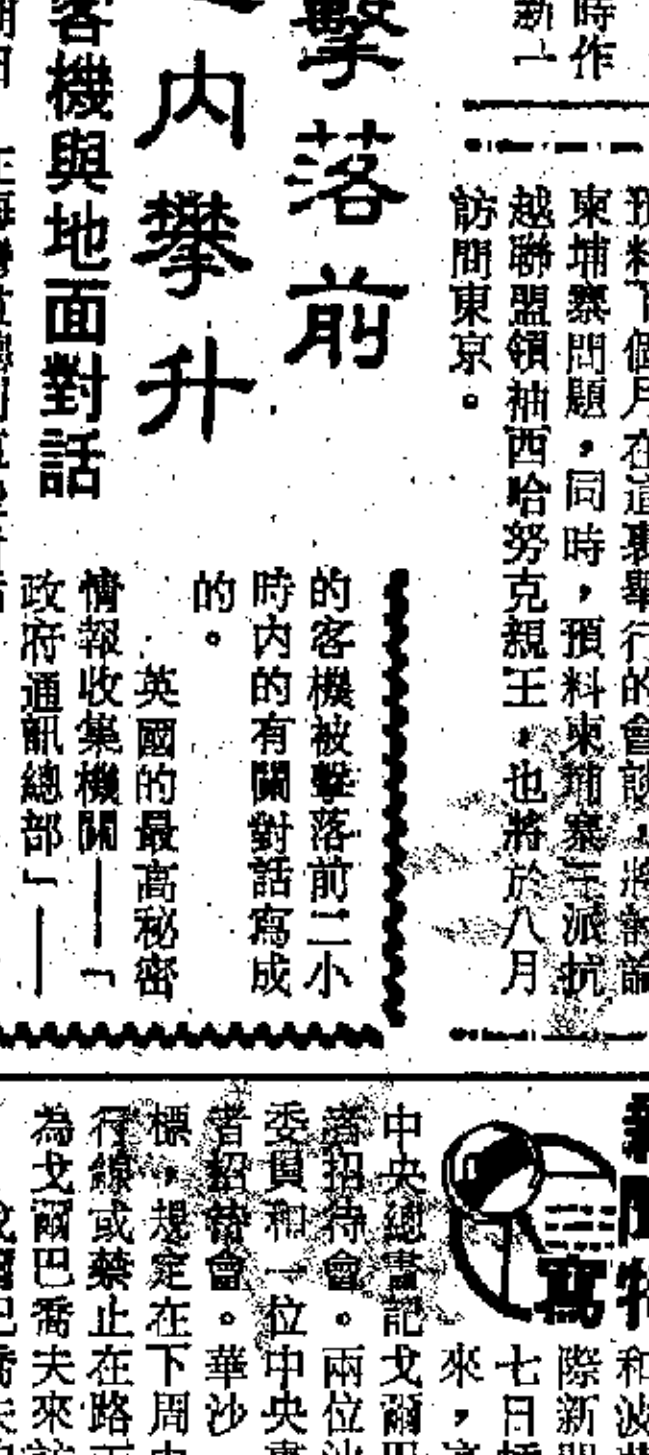 時作
新一
預料下個月在這裏舉行的會談，將討論
柬埔寨問題，同時，預料柬埔寨三派抗
越聯盟領袖西哈努克親王，也將於八月
訪問東京。
擊落前
內攀升
客機與地面對話
的客機被擊落前二小
時內的有關對話寫成
的。
英國的最高秘密
情報收集機關——「
政府通訊總部」——
寫
際新
七日
來，
中央總書記戈爾巴
者招待會。兩位
委員和一位中央
者招待會。華沙
標，規定在下周
行線或禁止在路
為戈爾巴喬夫來訪